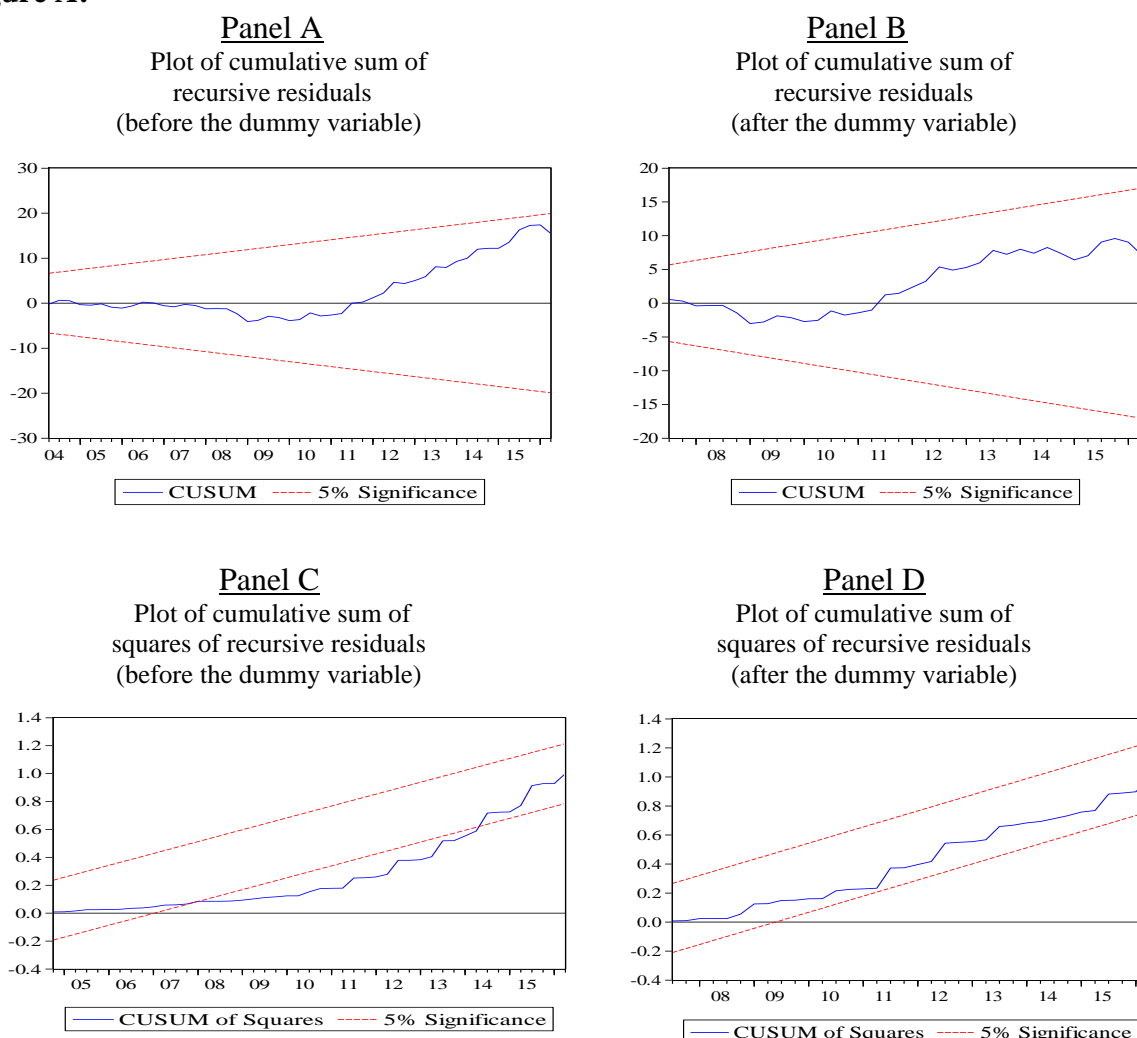 Panel A
Plot of cumulative sum of
recursive residuals
(before the dummy variable)
30
20
10
0
-10
-20
-30
04 05 06 07 08 09 10 11 12 13 14 15
CUSUM 5% Significance
Panel B
Plot of cumulative sum of
recursive residuals
(after the dummy variable)
20
15
10
5
0
-5
-10
-15
-20
08 09 10 11 12 13 14 15
CUSUM 5% Significance
Panel C
Plot of cumulative sum of
squares of recursive residuals
(before the dummy variable)
1.4
1.2
1.0
0.8
0.6
0.4
0.2
0.0
-0.2
-0.4
05 06 07 08 09 10 11 12 13 14 15
CUSUM of Squares 5% Significance
Panel D
Plot of cumulative sum of
squares of recursive residuals
(after the dummy variable)
1.4
1.2
1.0
0.8
0.6
0.4
0.2
0.0
-0.2
-0.4
08 09 10 11 12 13 14 15
CUSUM of Squares 5% Significance